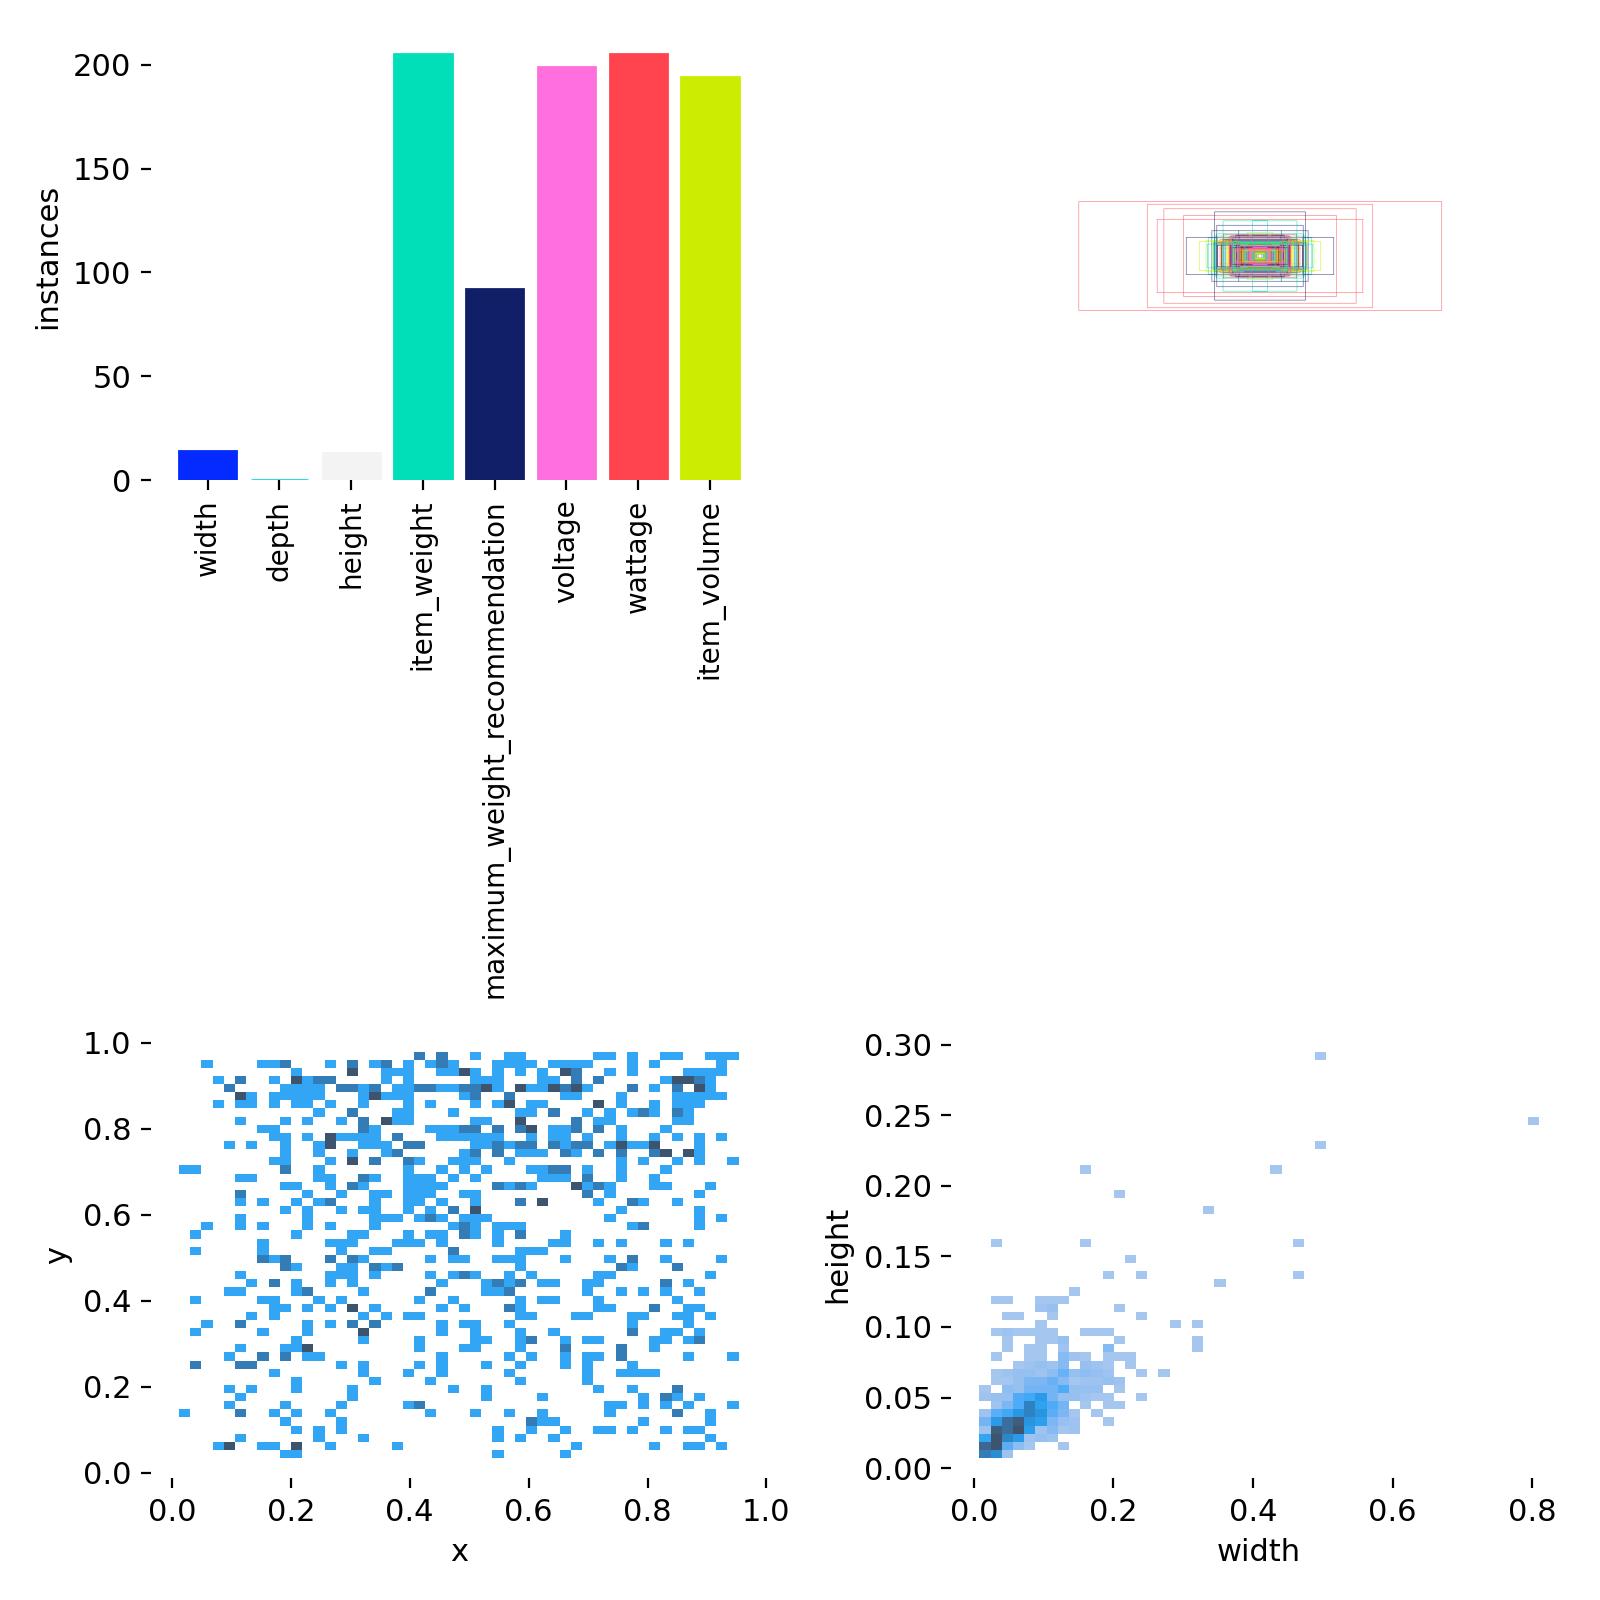 200
150
100
50
0
instances
width
depth
height
item_weight
maximum_weight_recommendation
voltage
wattage
item_volume
1.0
0.8
0.6
0.4
0.2
0.0
y
0.0 0.2 0.4 0.6 0.8 1.0
x
0.30
0.25
0.20
0.15
0.10
0.05
0.00
height
0.0 0.2 0.4 0.6 0.8
width